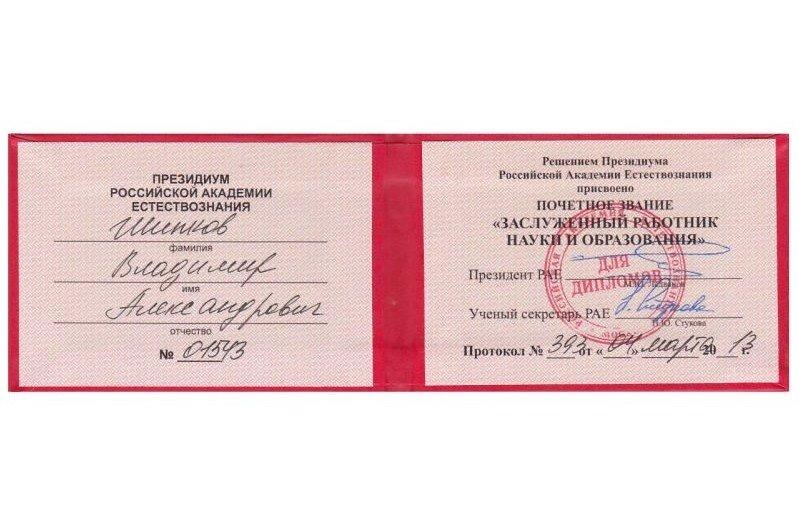 ПРЕЗИДИУМ
РОССИЙСКОЙ АКАДЕМИИ
ЕСТЕСТВОЗНАНИЯ
Шипков
фамилия
Владимир
имя
Александрович
отчество
№ 01543
Решением Президиума
Российской Академии Естествознания
присвоено
ПОЧЕТНОЕ ЗВАНИЕ
«ЗАСЛУЖЕННЫЙ РАБОТНИК
НАУКИ И ОБРАЗОВАНИЯ»
Президент РАЕ
Ученый секретарь РАЕ
Н.Ю. Стукова
Протокол № 393 от «04» марта 2013 г.
ДЛЯ
ДИПЛОМОВ